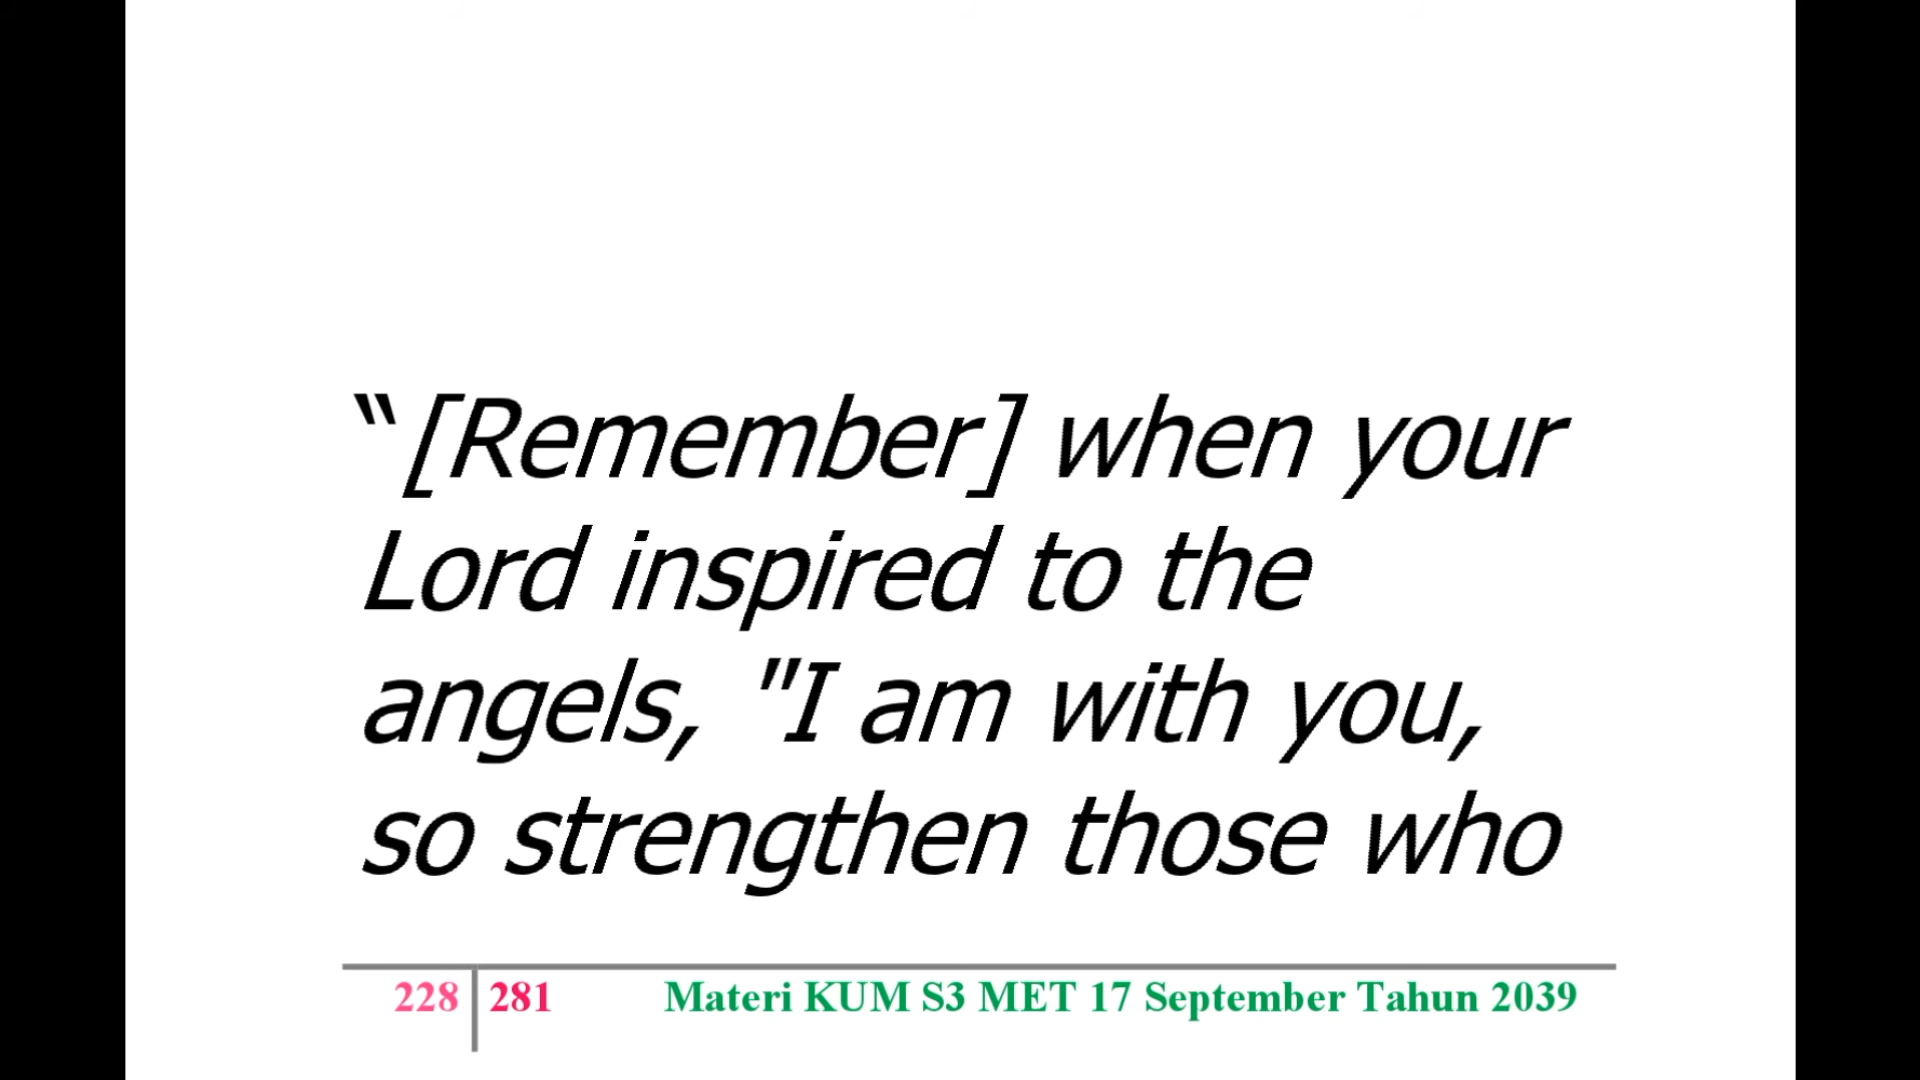 “[Remember] when your
Lord inspired to the
angels, "I am with you,
so strengthen those who
228 281 Materi KUM S3 MET 17 September Tahun 2039